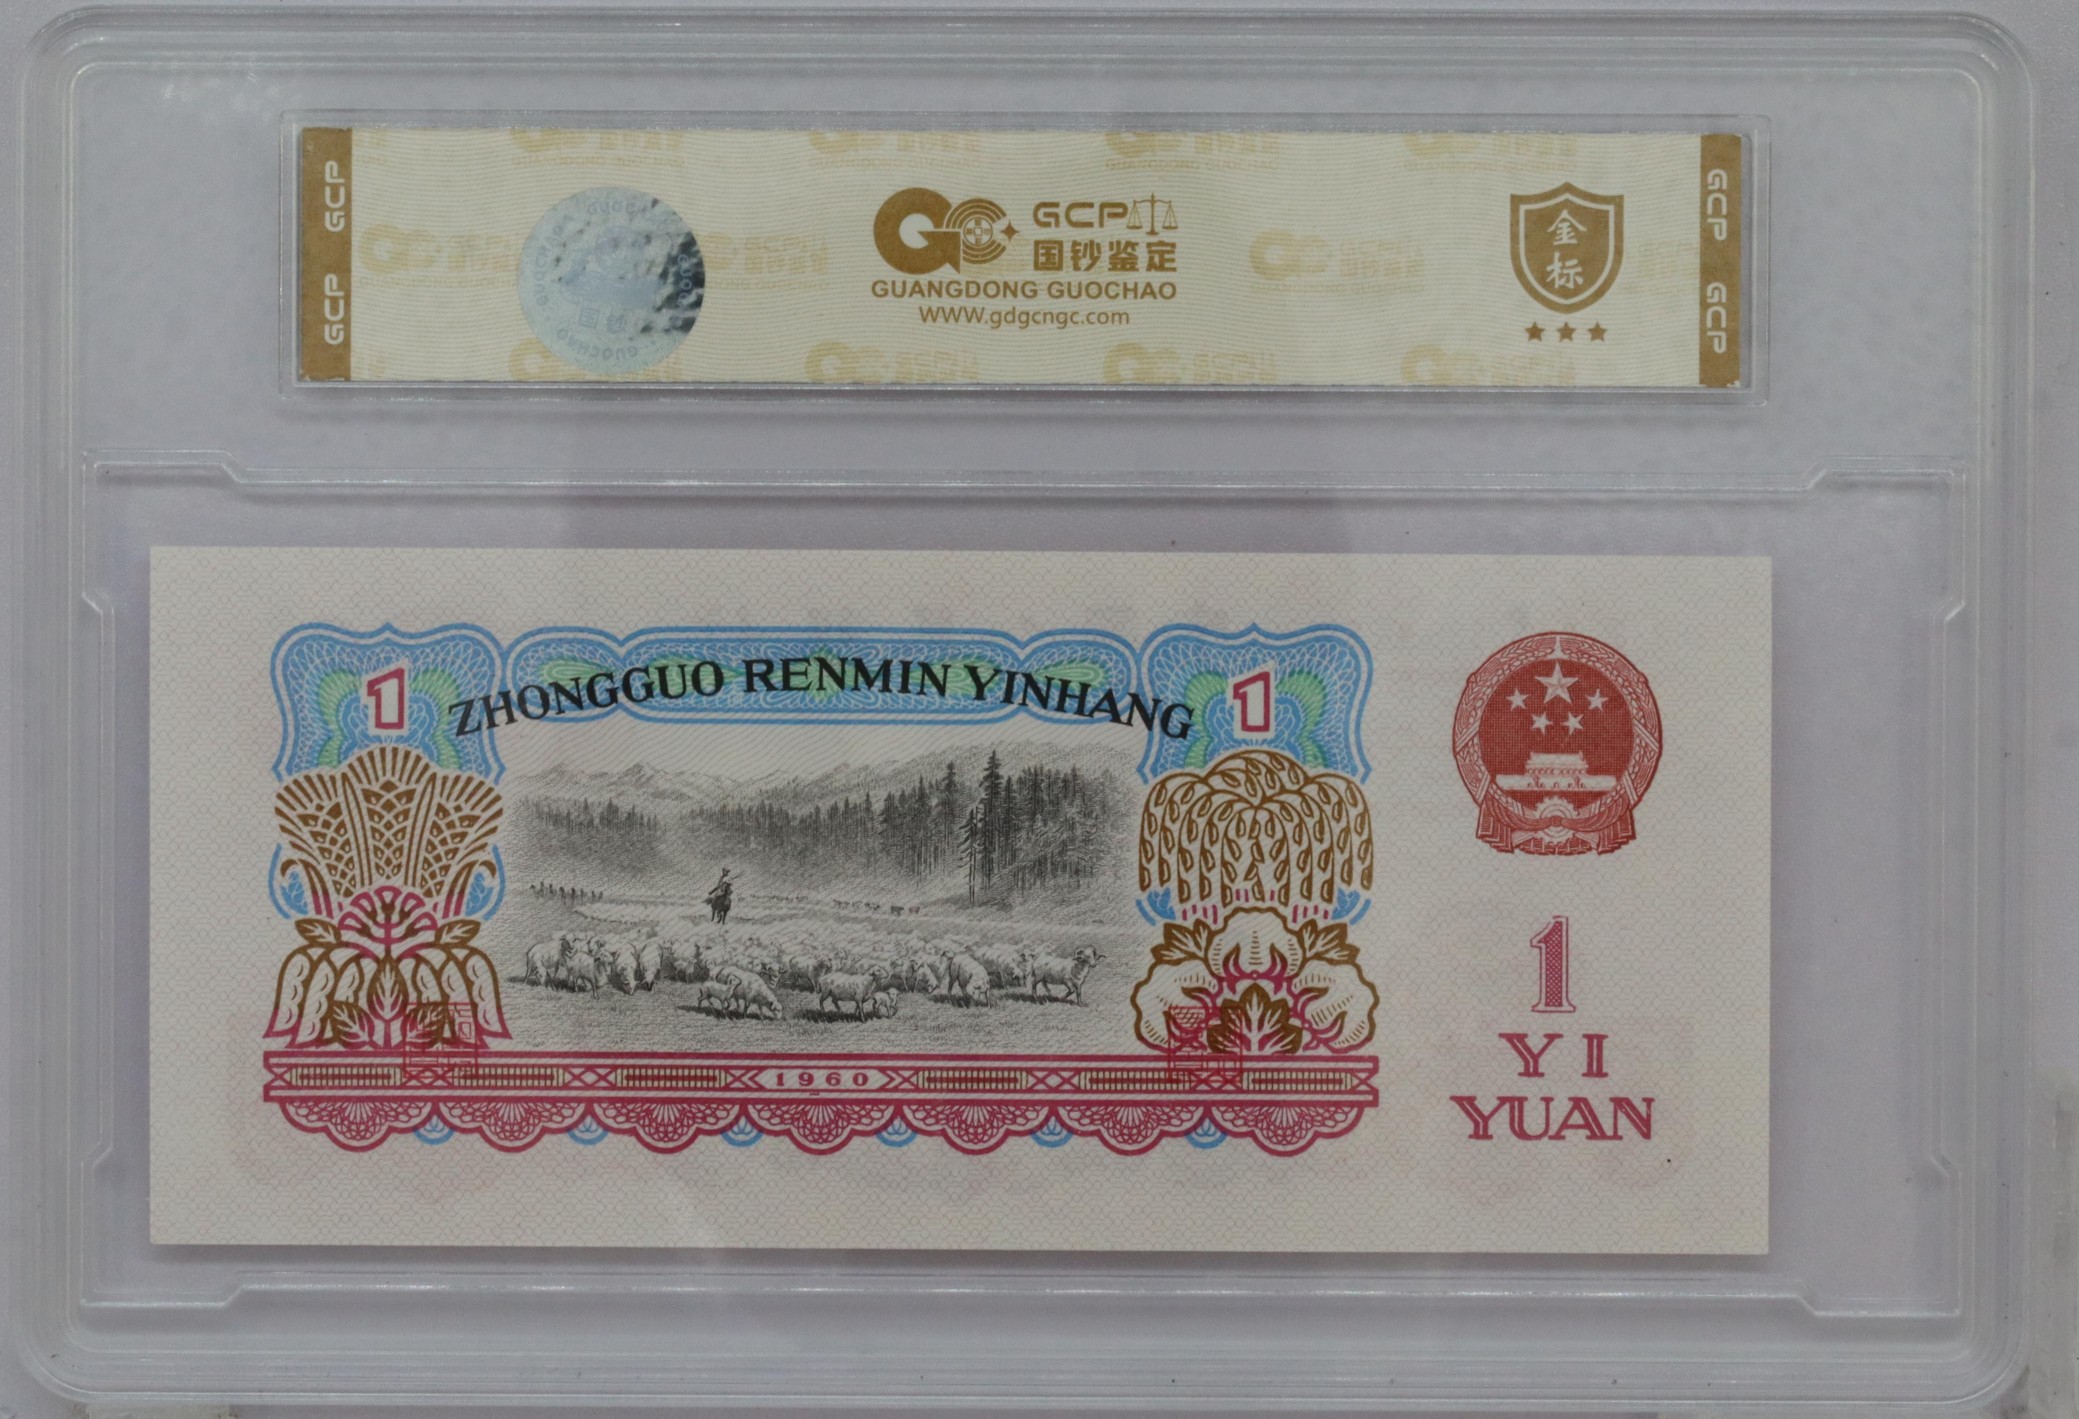 GCP GCP
GCP
国钞鉴定
GUANGDONG GUOCHAO
WWW.gdgcngc.com
金
标
GCP GCP
ZHONGGUO RENMIN YINHANG
1
1
1960
1
YI
YUAN